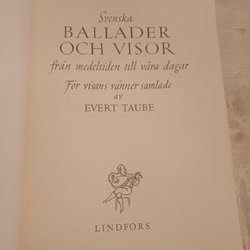 Svenska
BALLADER
OCH VISOR
från medeltiden till våra dagar
För visans vänner samlade
av
EVERT TAUBE
LINDFORS